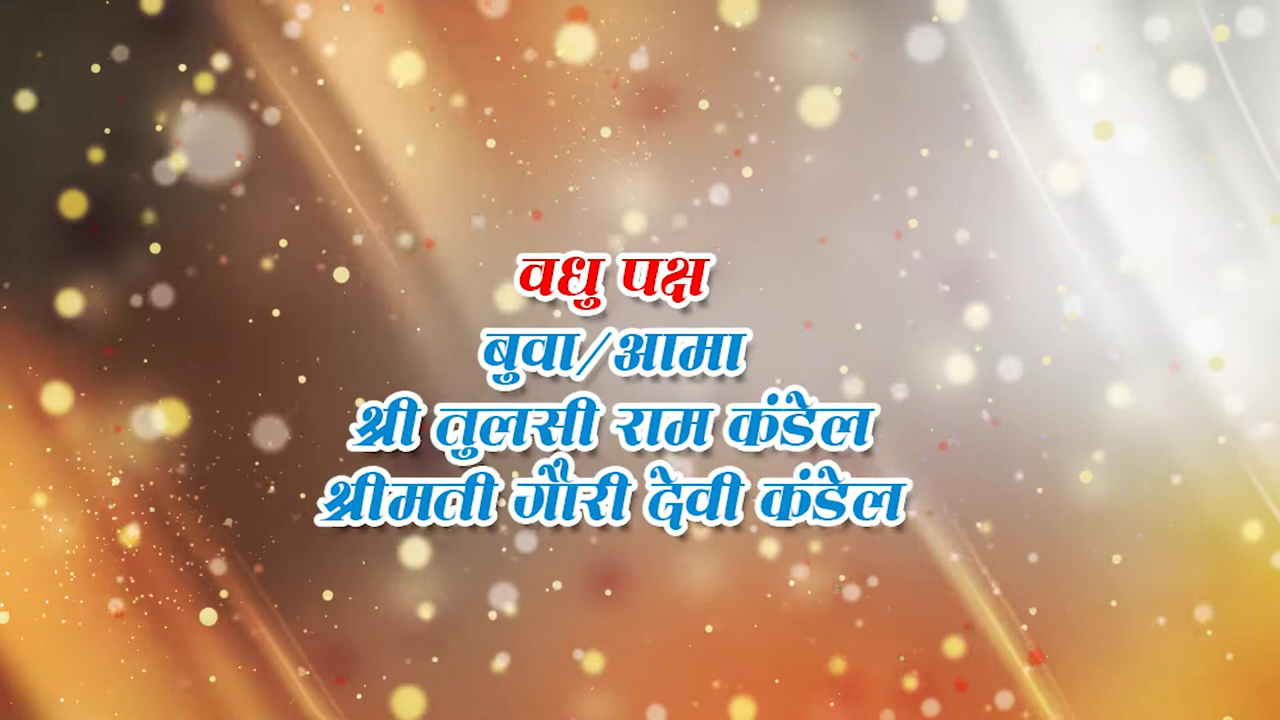 वधु पक्ष
बुवा/आमा
श्री तुलसी राम कंडेल
श्रीमती गौरी देवी कंडेल